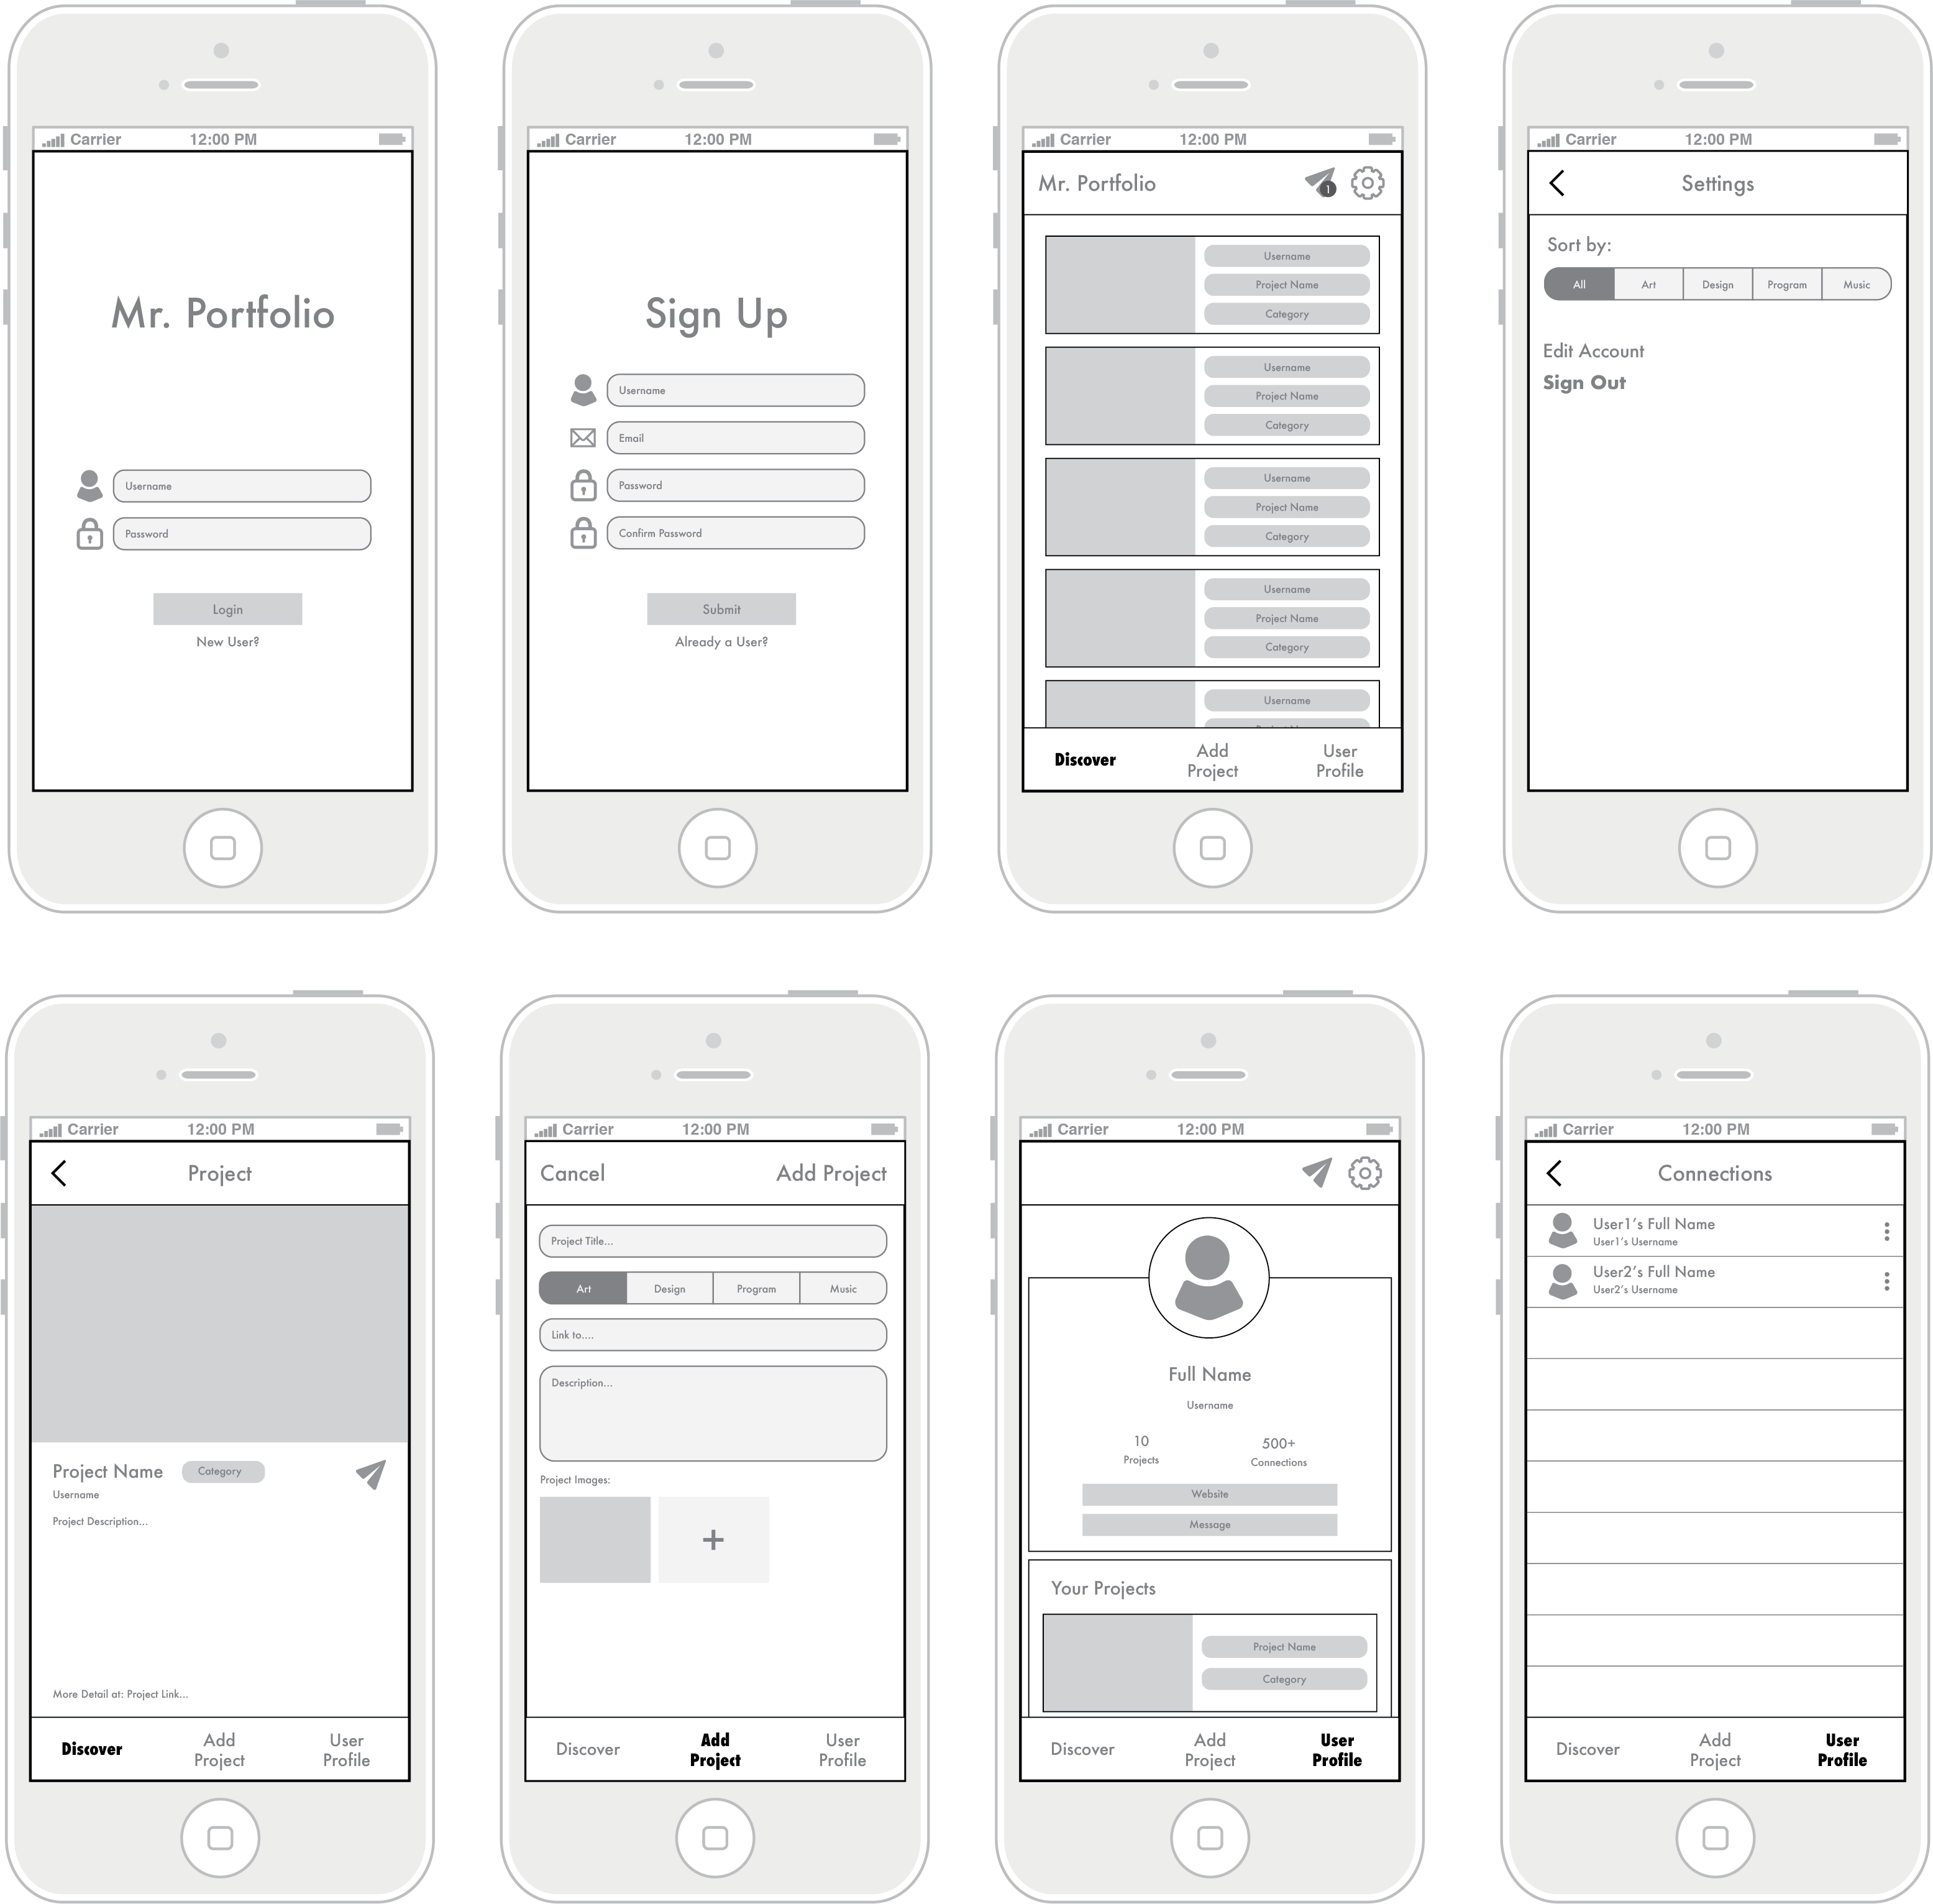 Carrier 12:00 PM
Mr. Portfolio
Username
Password
Login
New User?
Carrier 12:00 PM
Sign Up
Username
Email
Password
Confirm Password
Submit
Already a User?
Carrier 12:00 PM
Mr. Portfolio 1
Username
Project Name
Category
Username
Project Name
Category
Username
Project Name
Category
Username
Project Name
Category
Username
Discover Add Project User Profile
Carrier 12:00 PM
Settings
Sort by:
All Art Design Program Music
Edit Account
Sign Out
Carrier 12:00 PM
Project
Project Name Category
Username
Project Description...
More Detail at: Project Link...
Discover Add Project User Profile
Carrier 12:00 PM
Cancel Add Project
Project Title...
Art Design Program Music
Link to....
Description...
Project Images:
Discover Add Project User Profile
Carrier 12:00 PM
Full Name
Username
10 500+
Projects Connections
Website
Message
Your Projects
Project Name
Category
Discover Add Project User Profile
Carrier 12:00 PM
Connections
User1's Full Name
User1's Username
User2's Full Name
User2's Username
Discover Add Project User Profile